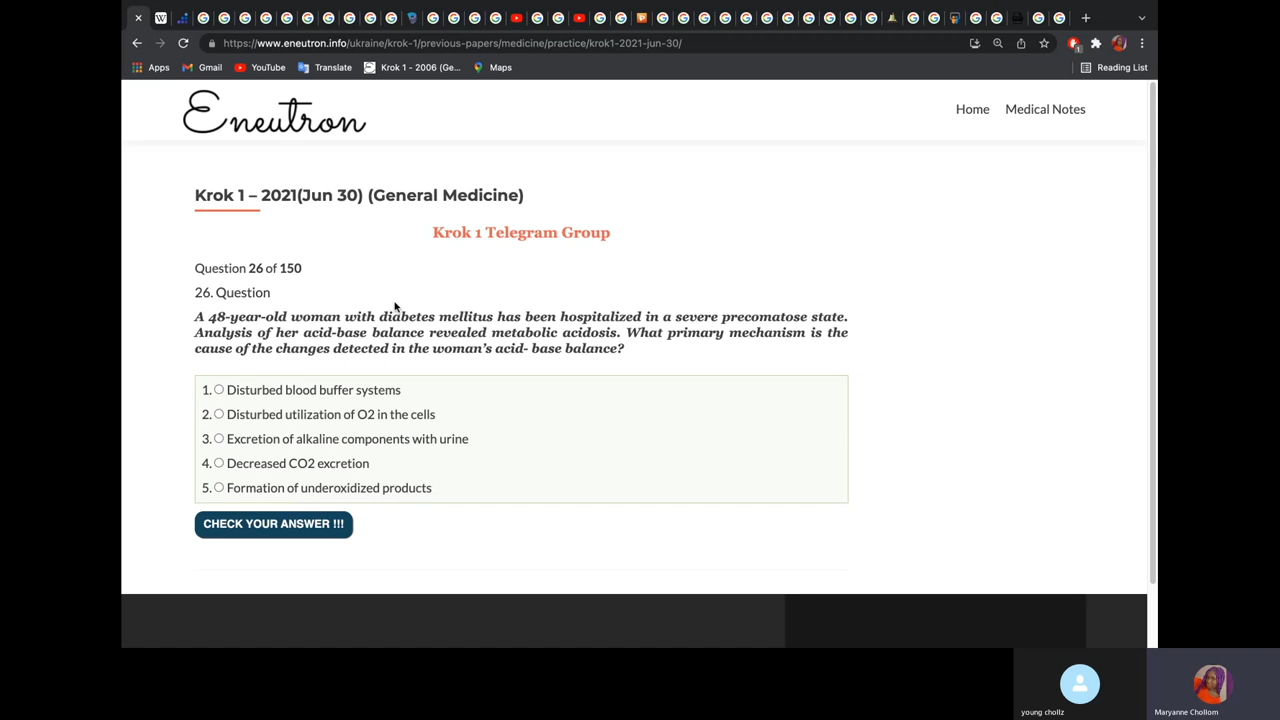 https://www.eneutron.info/ukraine/krok-1/previous-papers/medicine/practice/krok1-2021-jun-30/
Apps Gmail YouTube Translate Krok 1 - 2006 (Ge... Maps Reading List
Eneutron
Home Medical Notes
Krok 1 – 2021(Jun 30) (General Medicine)
Krok 1 Telegram Group
Question 26 of 150
26. Question
A 48-year-old woman with diabetes mellitus has been hospitalized in a severe precomatose state.
Analysis of her acid-base balance revealed metabolic acidosis. What primary mechanism is the
cause of the changes detected in the woman's acid- base balance?
1. Disturbed blood buffer systems
2. Disturbed utilization of O2 in the cells
3. Excretion of alkaline components with urine
4. Decreased CO2 excretion
5. Formation of underoxidized products
CHECK YOUR ANSWER !!!
young chollz
Maryanne Chollom